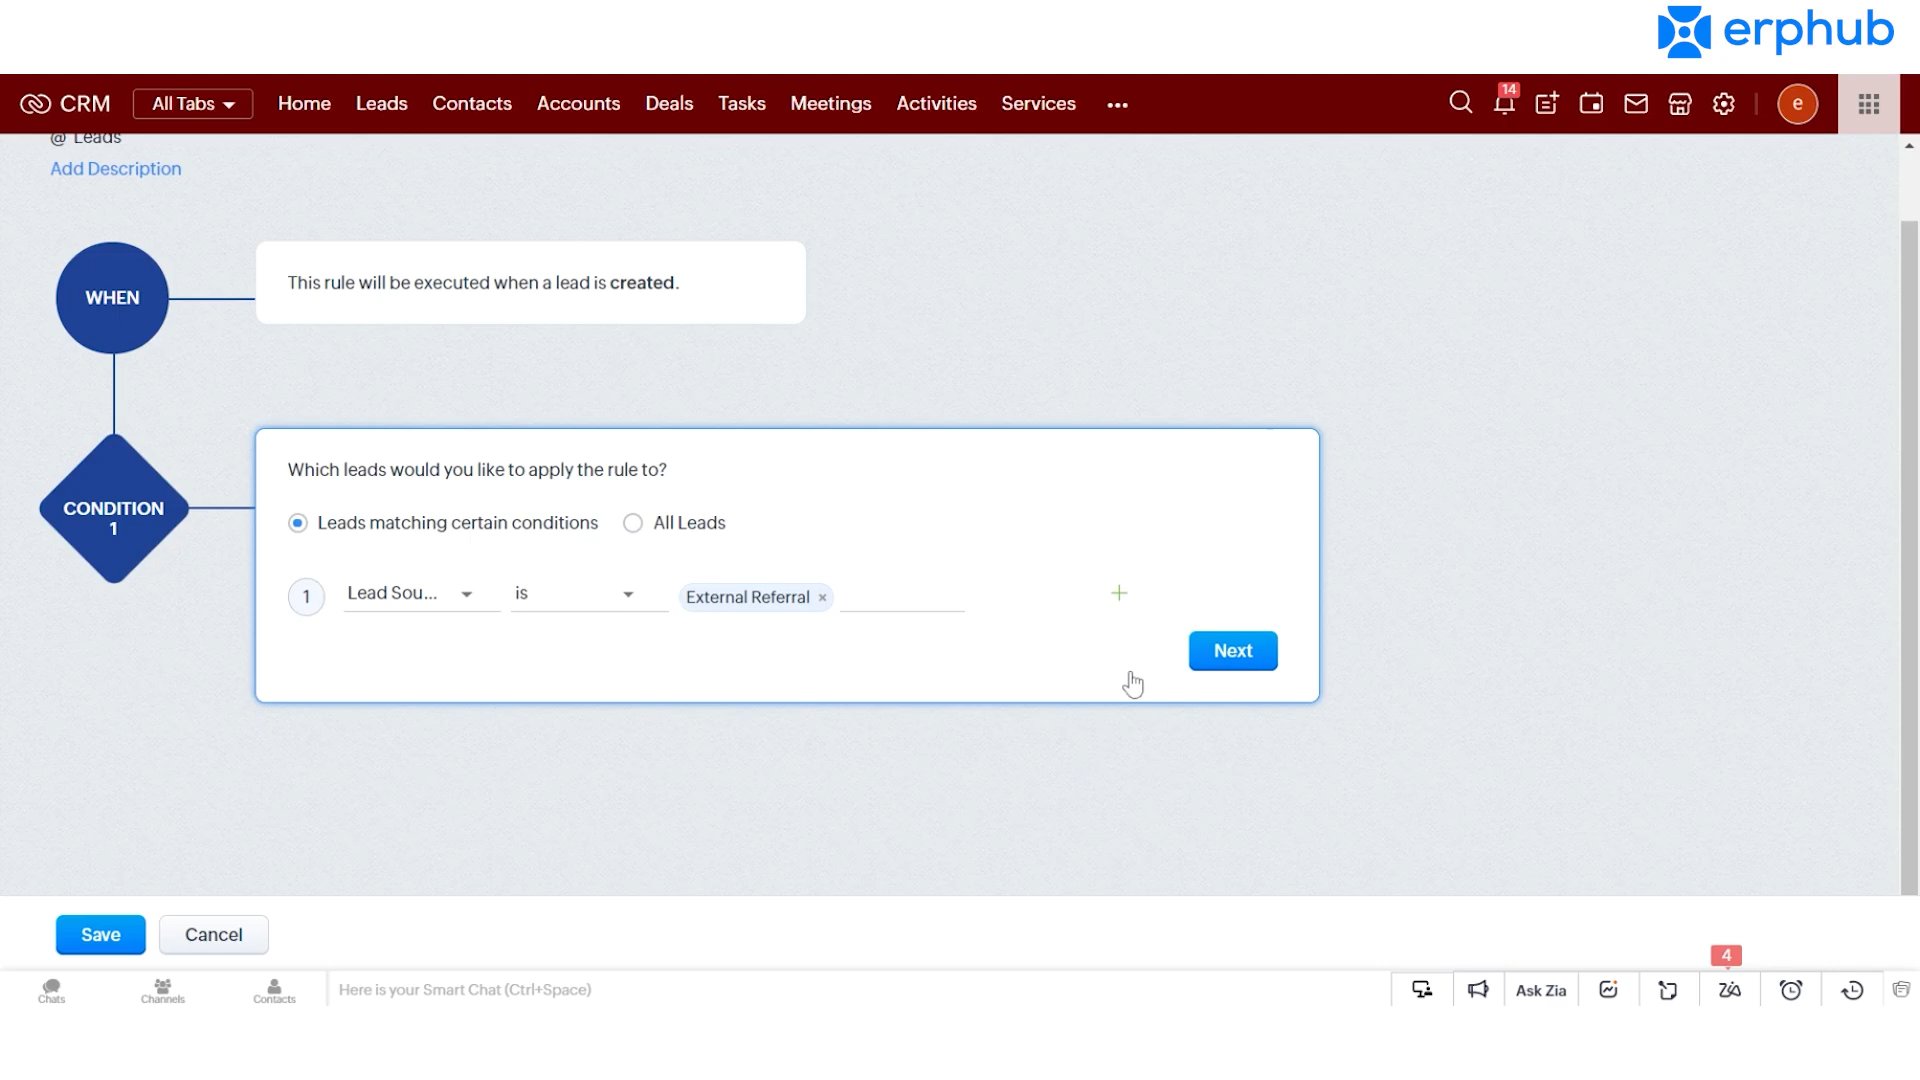 erphub
CRM All Tabs Home Leads Contacts Accounts Deals Tasks Meetings Activities Services ••• 14 e
@ Leads
Add Description
WHEN
This rule will be executed when a lead is created.
Which leads would you like to apply the rule to?
CONDITION
1
Leads matching certain conditions All Leads
1 Lead Sou... is External Referral ×
Next
Save Cancel
4
Chats Channels Contacts Here is your Smart Chat (Ctrl+Space) Ask Zia